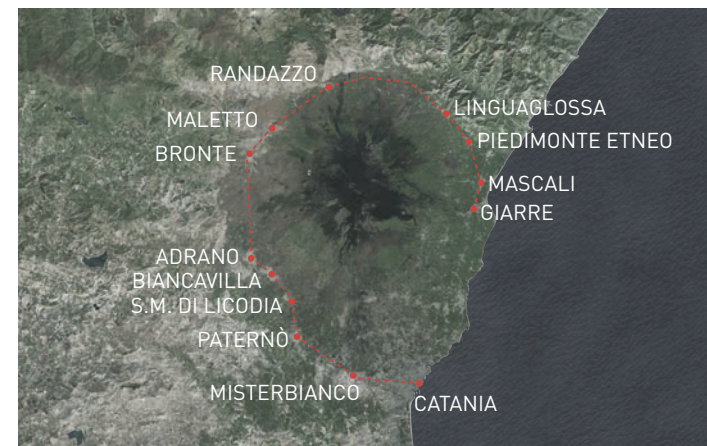 RANDAZZO
LINGUAGLOSSA
MALETTO
PIEDIMONTE ETNEO
BRONTE
MASCALI
GIARRE
ADRANO
BIANCAVILLA
S.M. DI LICODIA
PATERNÒ
MISTERBIANCO
CATANIA